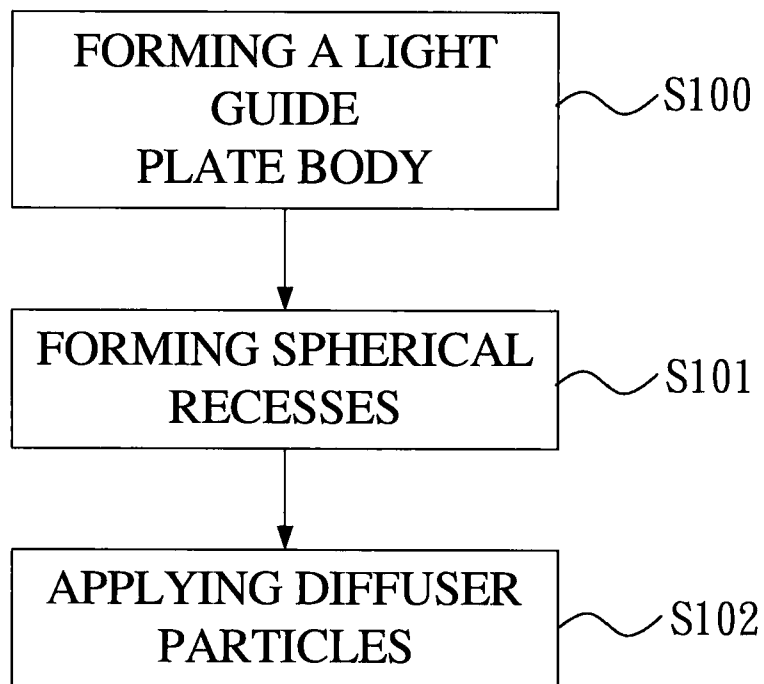 FORMING A LIGHT
GUIDE
PLATE BODY
S100
FORMING SPHERICAL
RECESSES
S101
APPLYING DIFFUSER
PARTICLES
S102